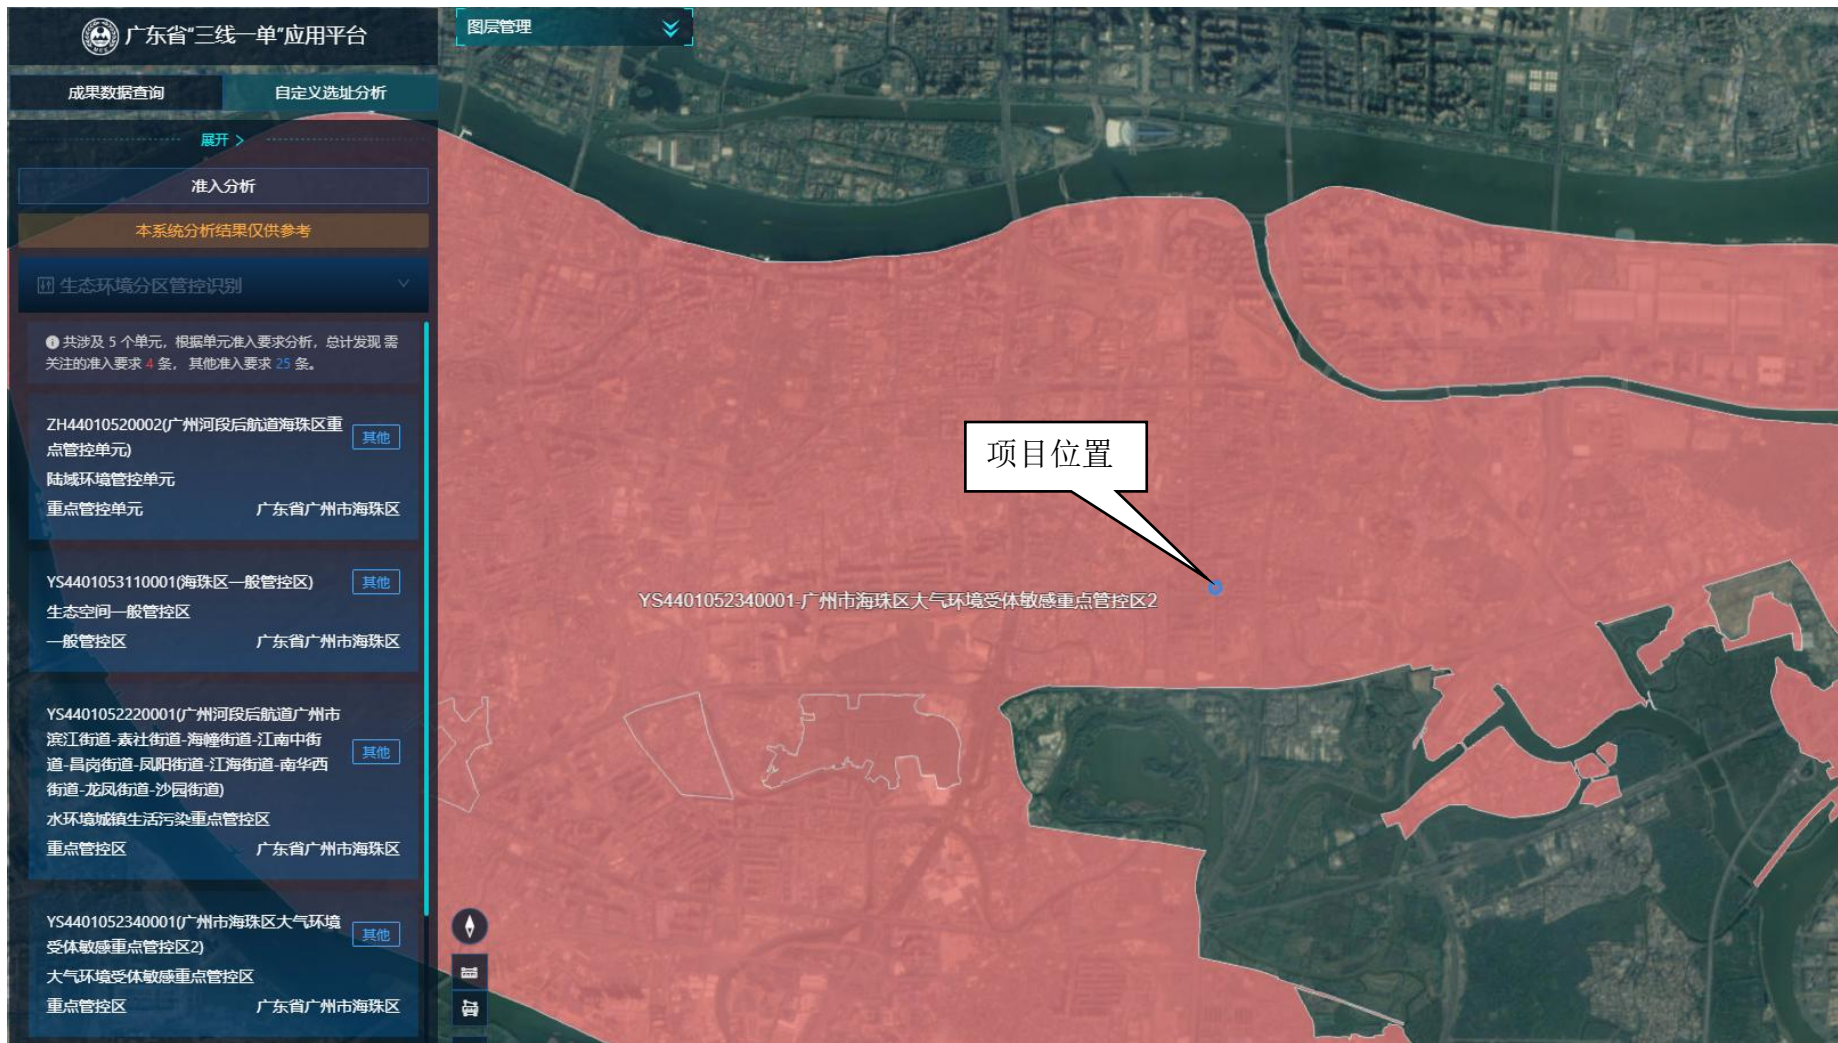 广东省“三线一单”应用平台
成果数据查询
自定义选址分析
展开 >
准入分析
本系统分析结果仅供参考
生态环境分区管控识别
共涉及 5 个单元，根据单元准入要求分析，总计发现 需
关注的准入要求 4 条， 其他准入要求 25 条。
ZH44010520002(广州河段后航道海珠区重
点管控单元)
其他
陆域环境管控单元
重点管控单元
广东省广州市海珠区
YS4401053110001(海珠区一般管控区)
其他
生态空间一般管控区
一般管控区
广东省广州市海珠区
YS4401052220001(广州河段后航道广州市
滨江街道-素社街道-海幢街道-江南中街
道-昌岗街道-凤阳街道-江海街道-南华西
街道-龙凤街道-沙园街道)
其他
水环境城镇生活污染重点管控区
重点管控区
广东省广州市海珠区
YS4401052340001(广州市海珠区大气环境
受体敏感重点管控区2)
其他
大气环境受体敏感重点管控区
重点管控区
广东省广州市海珠区
图层管理
项目位置
YS4401052340001-广州市海珠区大气环境受体敏感重点管控区2